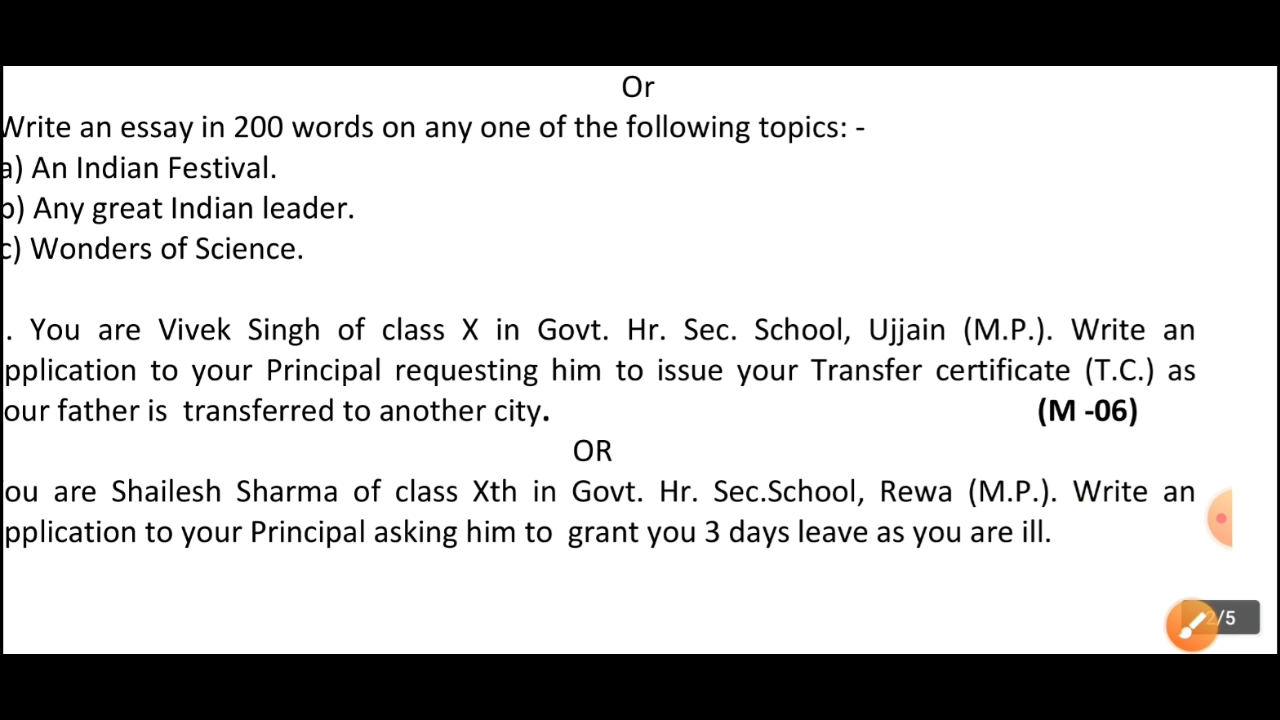 Or
Write an essay in 200 words on any one of the following topics: -
a) An Indian Festival.
b) Any great Indian leader.
c) Wonders of Science.
. You are Vivek Singh of class X in Govt. Hr. Sec. School, Ujjain (M.P.). Write an
pplication to your Principal requesting him to issue your Transfer certificate (T.C.) as
our father is transferred to another city.
(M -06)
OR
ou are Shailesh Sharma of class Xth in Govt. Hr. Sec.School, Rewa (M.P.). Write an
pplication to your Principal asking him to grant you 3 days leave as you are ill.
2/5